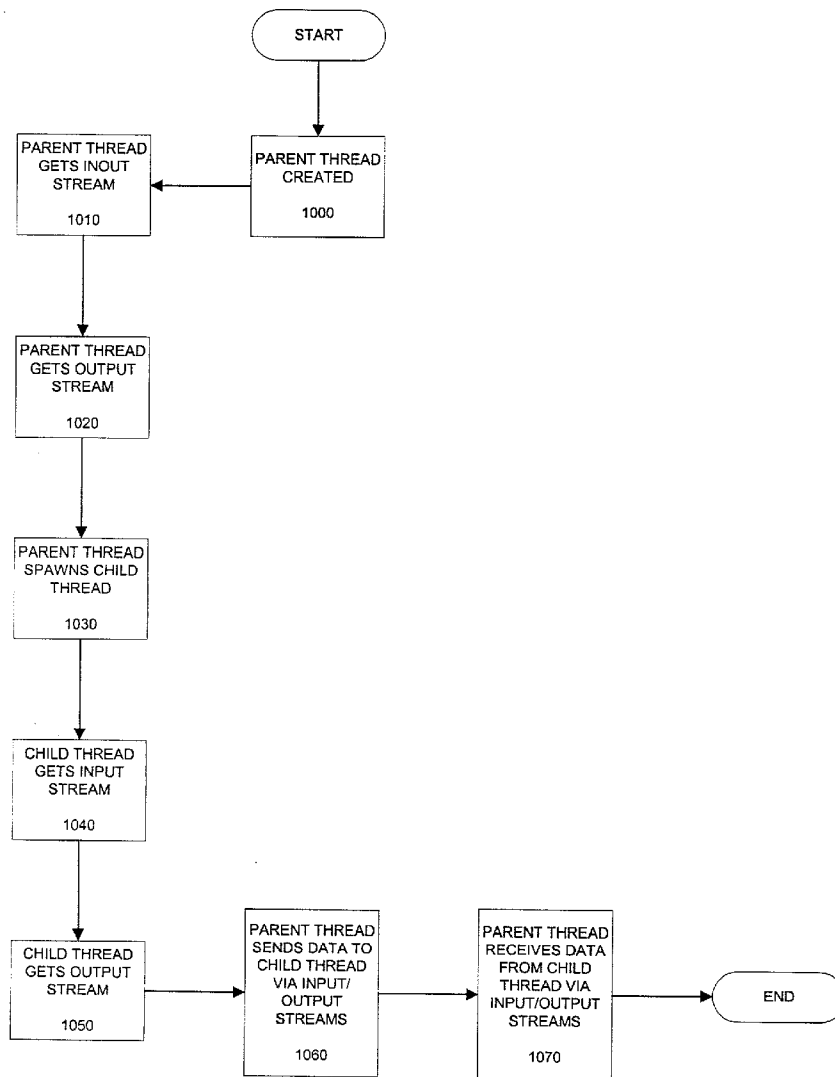 START
PARENT THREAD
CREATED
1000
PARENT THREAD
GETS INOUT
STREAM
1010
PARENT THREAD
GETS OUTPUT
STREAM
1020
PARENT THREAD
SPAWNS CHILD
THREAD
1030
CHILD THREAD
GETS INPUT
STREAM
1040
CHILD THREAD
GETS OUTPUT
STREAM
1050
PARENT THREAD
SENDS DATA TO
CHILD THREAD
VIA INPUT/
OUTPUT
STREAMS
1060
PARENT THREAD
RECEIVES DATA
FROM CHILD
THREAD VIA
INPUT/OUTPUT
STREAMS
1070
END